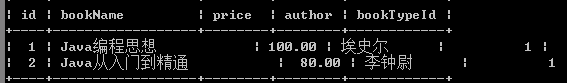 | id | bookName | price | author | bookTypeId |
| 1 | Java编程思想 | 100.00 | 埃史尔 | 1 |
| 2 | Java从入门到精通 | 80.00 | 李钟尉 | 1